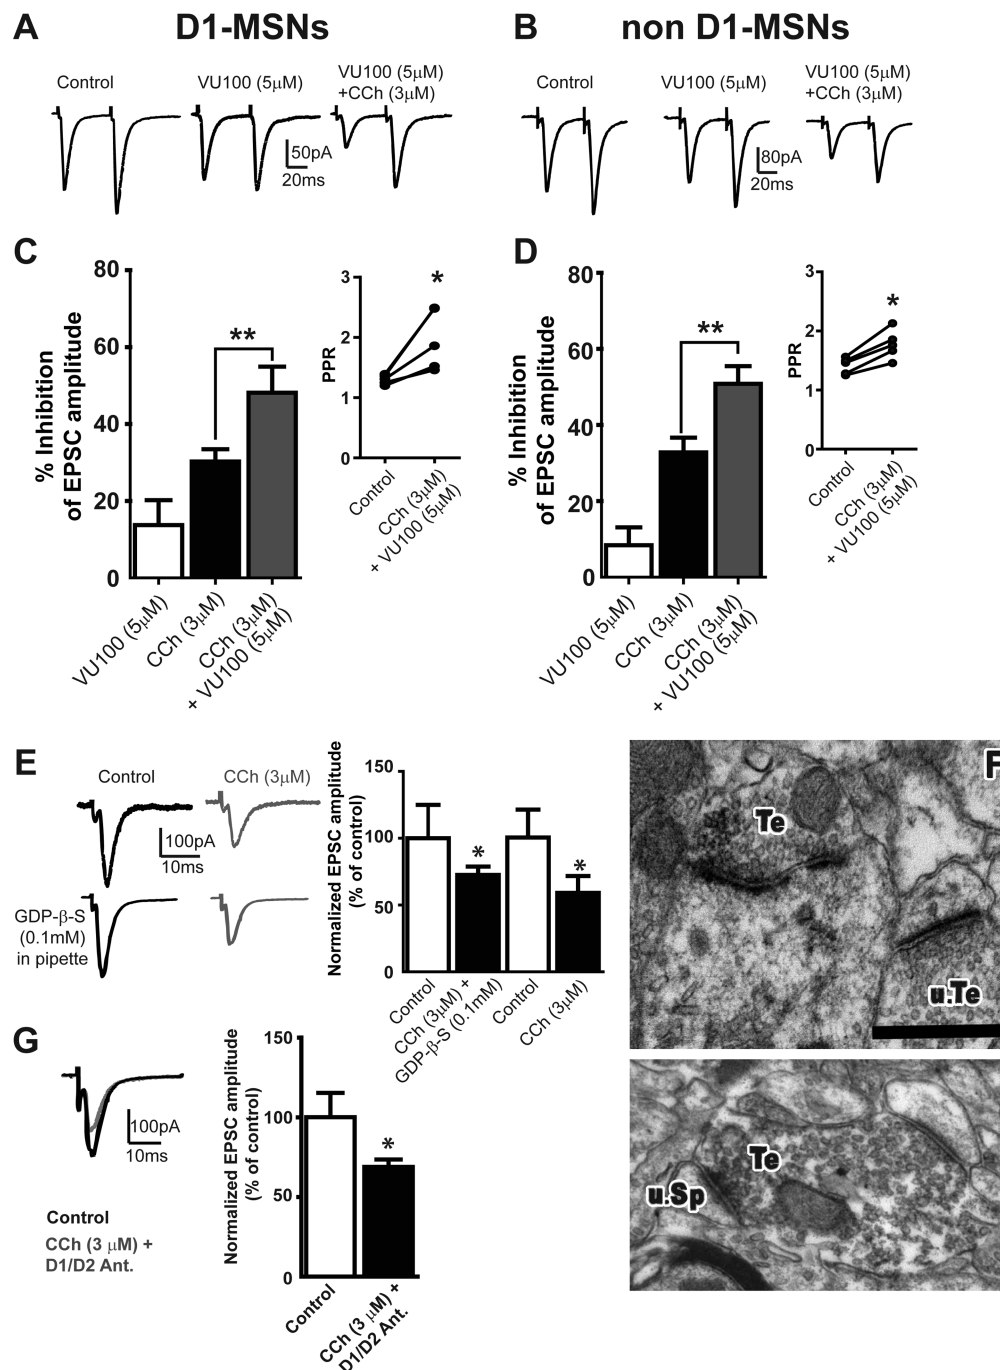 A
D1-MSNs
B
non D1-MSNs
Control
VU100 (5μM)
VU100 (5μM)
+CCh (3μM)
50pA
20ms
Control
VU100 (5μM)
VU100 (5μM)
+CCh (3μM)
80pA
20ms
C
% Inhibition
of EPSC amplitude
80
60
40
20
0
**
VU100 (5μM)
CCh (3μM)
CCh (3μM)
+ VU100 (5μM)
PPR
3
2
1
0
*
Control
CCh (3μM)
+ VU100 (5μM)
D
% Inhibition
of EPSC amplitude
80
60
40
20
0
**
VU100 (5μM)
CCh (3μM)
CCh (3μM)
+ VU100 (5μM)
PPR
3
2
1
0
*
Control
CCh (3μM)
+ VU100 (5μM)
E
Control
CCh (3μM)
100pA
10ms
GDP-β-S
(0.1mM)
in pipette
Normalized EPSC amplitude
(% of control)
150
100
50
0
*
*
Control
CCh (3μM) +
GDP-β-S (0.1mM)
Control
CCh (3μM)
F
Te
u.Te
Te
u.Sp
G
100pA
10ms
Control
CCh (3 μM) +
D1/D2 Ant.
Normalized EPSC amplitude
(% of control)
150
100
50
0
*
Control
CCh (3 μM) +
D1/D2 Ant.